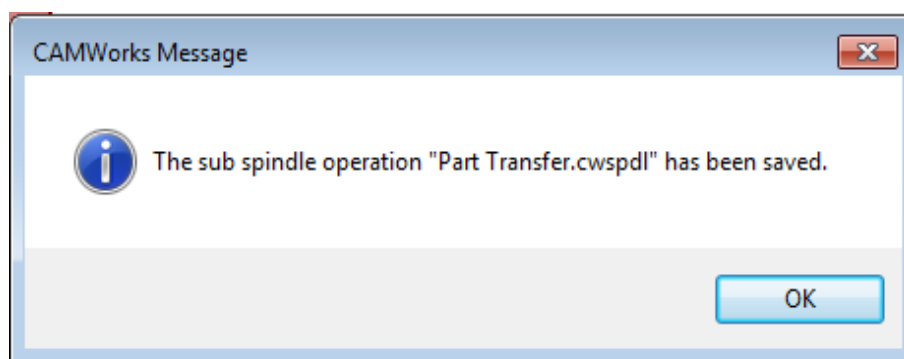 CAMWorks Message
The sub spindle operation "Part Transfer.cwspdl" has been saved.
OK